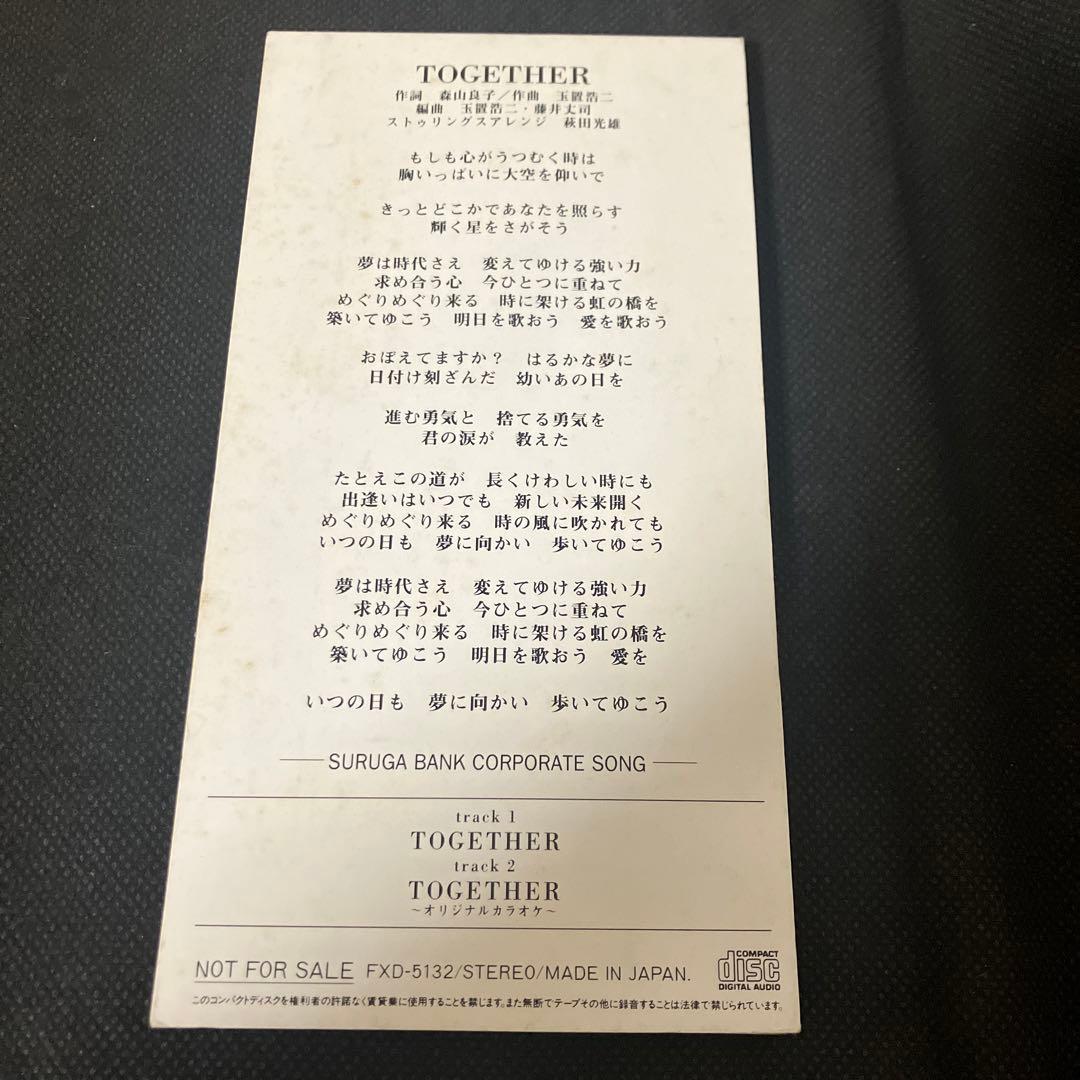 TOGETHER
作詞　森山良子／作曲　玉置浩二
編曲　玉置浩二・藤井丈司
ストゥリングスアレンジ　萩田光雄
もしも心がうつむく時は
胸いっぱいに大空を仰いで
きっとどこかであなたを照らす
輝く星をさがそう
夢は時代さえ　変えてゆける強い力
求め合う心　今ひとつに重ねて
めぐりめぐり来る　時に架ける虹の橋を
築いてゆこう　明日を歌おう　愛を歌おう
おぼえてますか？　はるかな夢に
日付け刻ざんだ　幼いあの日を
進む勇気と　捨てる勇気を
君の涙が　教えた
たとえこの道が　長くけわしい時にも
出逢いはいつでも　新しい未来開く
めぐりめぐり来る　時の風に吹かれても
いつの日も　夢に向かい　歩いてゆこう
夢は時代さえ　変えてゆける強い力
求め合う心　今ひとつに重ねて
めぐりめぐり来る　時に架ける虹の橋を
築いてゆこう　明日を歌おう　愛を
いつの日も　夢に向かい　歩いてゆこう
SURUGA BANK CORPORATE SONG
track 1
TOGETHER
track 2
TOGETHER
～オリジナルカラオケ～
NOT FOR SALE FXD-5132/STEREO/MADE IN JAPAN.
COMPACT
disc
DIGITAL AUDIO
このコンパクトディスクを権利者の許諾なく賃貸業に使用することを禁じます。また無断でテープその他に録音することは法律で禁じられています。